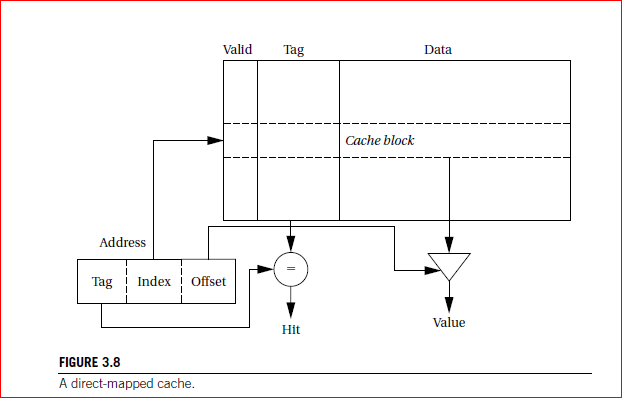 Valid Tag Data
Cache block
Address
Tag Index Offset
=
Hit
Value
FIGURE 3.8
A direct-mapped cache.